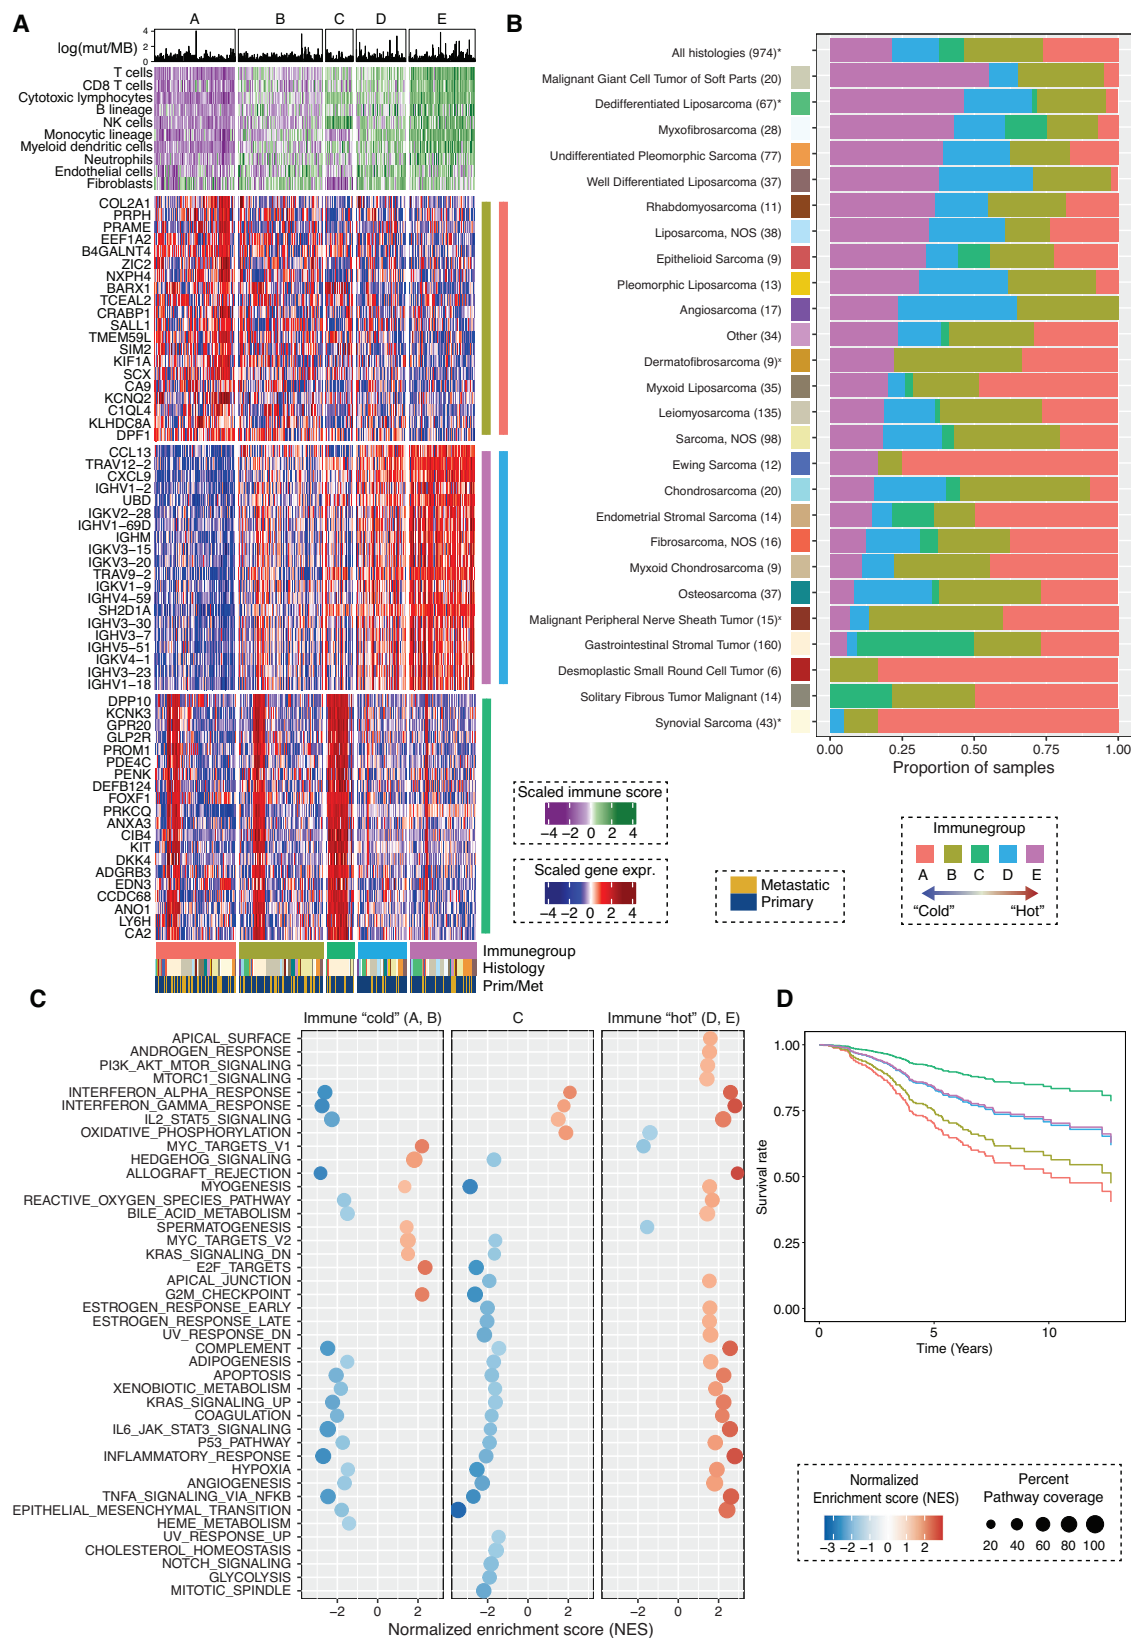 A
A B C D E
4
2
0
log(mut/MB)
T cells
CD8 T cells
Cytotoxic lymphocytes
B lineage
NK cells
Monocytic lineage
Myeloid dendritic cells
Neutrophils
Endothelial cells
Fibroblasts
COL2A1
PRPH
PRAME
EEF1A2
B4GALNT4
ZIC2
NXPH4
BARX1
TCEAL2
CRABP1
SALL1
TMEM59L
SIM2
KIF1A
SCX
CA9
KCNQ2
C1QL4
KLHDC8A
DPF1
CCL13
TRAV12−2
CXCL9
IGHV1−2
UBD
IGKV2−28
IGHV1−69D
IGHM
IGKV3−15
IGKV3−20
TRAV9−2
IGKV1−9
IGHV4−59
SH2D1A
IGHV3−30
IGHV3−7
IGHV5−51
IGKV4−1
IGHV3−23
IGHV1−18
DPP10
KCNK3
GPR20
GLP2R
PROM1
PDE4C
PENK
DEFB124
FOXF1
PRKCQ
ANXA3
CIB4
KIT
DKK4
ADGRB3
EDN3
CCDC68
ANO1
LY6H
CA2
Immunegroup
Histology
Prim/Met
Scaled immune score
−4 −2 0 2 4
Scaled gene expr.
−4 −2 0 2 4
B
All histologies (974)*
Malignant Giant Cell Tumor of Soft Parts (20)
Dedifferentiated Liposarcoma (67)*
Myxofibrosarcoma (28)
Undifferentiated Pleomorphic Sarcoma (77)
Well Differentiated Liposarcoma (37)
Rhabdomyosarcoma (11)
Liposarcoma, NOS (38)
Epithelioid Sarcoma (9)
Pleomorphic Liposarcoma (13)
Angiosarcoma (17)
Other (34)
Dermatofibrosarcoma (9)ˣ
Myxoid Liposarcoma (35)
Leiomyosarcoma (135)
Sarcoma, NOS (98)
Ewing Sarcoma (12)
Chondrosarcoma (20)
Endometrial Stromal Sarcoma (14)
Fibrosarcoma, NOS (16)
Myxoid Chondrosarcoma (9)
Osteosarcoma (37)
Malignant Peripheral Nerve Sheath Tumor (15)ˣ
Gastrointestinal Stromal Tumor (160)
Desmoplastic Small Round Cell Tumor (6)
Solitary Fibrous Tumor Malignant (14)
Synovial Sarcoma (43)*
0.00 0.25 0.50 0.75 1.00
Proportion of samples
Metastatic
Primary
Immunegroup
A B C D E
“Cold” “Hot”
C
Immune “cold” (A, B) C Immune “hot” (D, E)
APICAL_SURFACE
ANDROGEN_RESPONSE
PI3K_AKT_MTOR_SIGNALING
MTORC1_SIGNALING
INTERFERON_ALPHA_RESPONSE
INTERFERON_GAMMA_RESPONSE
IL2_STAT5_SIGNALING
OXIDATIVE_PHOSPHORYLATION
MYC_TARGETS_V1
HEDGEHOG_SIGNALING
ALLOGRAFT_REJECTION
MYOGENESIS
REACTIVE_OXYGEN_SPECIES_PATHWAY
BILE_ACID_METABOLISM
SPERMATOGENESIS
MYC_TARGETS_V2
KRAS_SIGNALING_DN
E2F_TARGETS
APICAL_JUNCTION
G2M_CHECKPOINT
ESTROGEN_RESPONSE_EARLY
ESTROGEN_RESPONSE_LATE
UV_RESPONSE_DN
COMPLEMENT
ADIPOGENESIS
APOPTOSIS
XENOBIOTIC_METABOLISM
KRAS_SIGNALING_UP
COAGULATION
IL6_JAK_STAT3_SIGNALING
P53_PATHWAY
INFLAMMATORY_RESPONSE
HYPOXIA
ANGIOGENESIS
TNFA_SIGNALING_VIA_NFKB
EPITHELIAL_MESENCHYMAL_TRANSITION
HEME_METABOLISM
UV_RESPONSE_UP
CHOLESTEROL_HOMEOSTASIS
NOTCH_SIGNALING
GLYCOLYSIS
MITOTIC_SPINDLE
−2 0 2 −2 0 2 −2 0 2
Normalized enrichment score (NES)
D
Survival rate
1.00
0.75
0.50
0.25
0.00
0 5 10
Time (Years)
Normalized
Enrichment score (NES)
−3 −2 −1 0 1 2
Percent
Pathway coverage
20 40 60 80 100